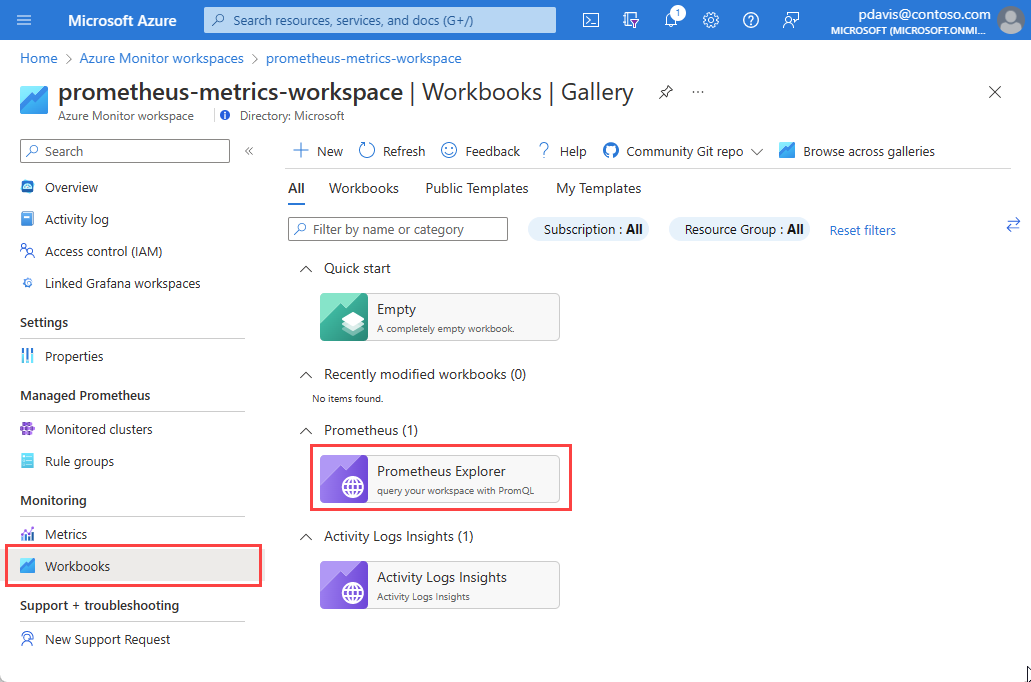 Microsoft Azure
Search resources, services, and docs (G+/)
1
pdavis@contoso.com
MICROSOFT (MICROSOFT.ONMI...
Home > Azure Monitor workspaces > prometheus-metrics-workspace
prometheus-metrics-workspace | Workbooks | Gallery
Azure Monitor workspace
Directory: Microsoft
Search
Overview
Activity log
Access control (IAM)
Linked Grafana workspaces
Settings
Properties
Managed Prometheus
Monitored clusters
Rule groups
Monitoring
Metrics
Workbooks
Support + troubleshooting
New Support Request
New Refresh Feedback Help Community Git repo Browse across galleries
All Workbooks Public Templates My Templates
Filter by name or category
Subscription : All
Resource Group : All
Reset filters
Quick start
Empty
A completely empty workbook.
Recently modified workbooks (0)
No items found.
Prometheus (1)
Prometheus Explorer
query your workspace with PromQL
Activity Logs Insights (1)
Activity Logs Insights
Activity Logs Insights